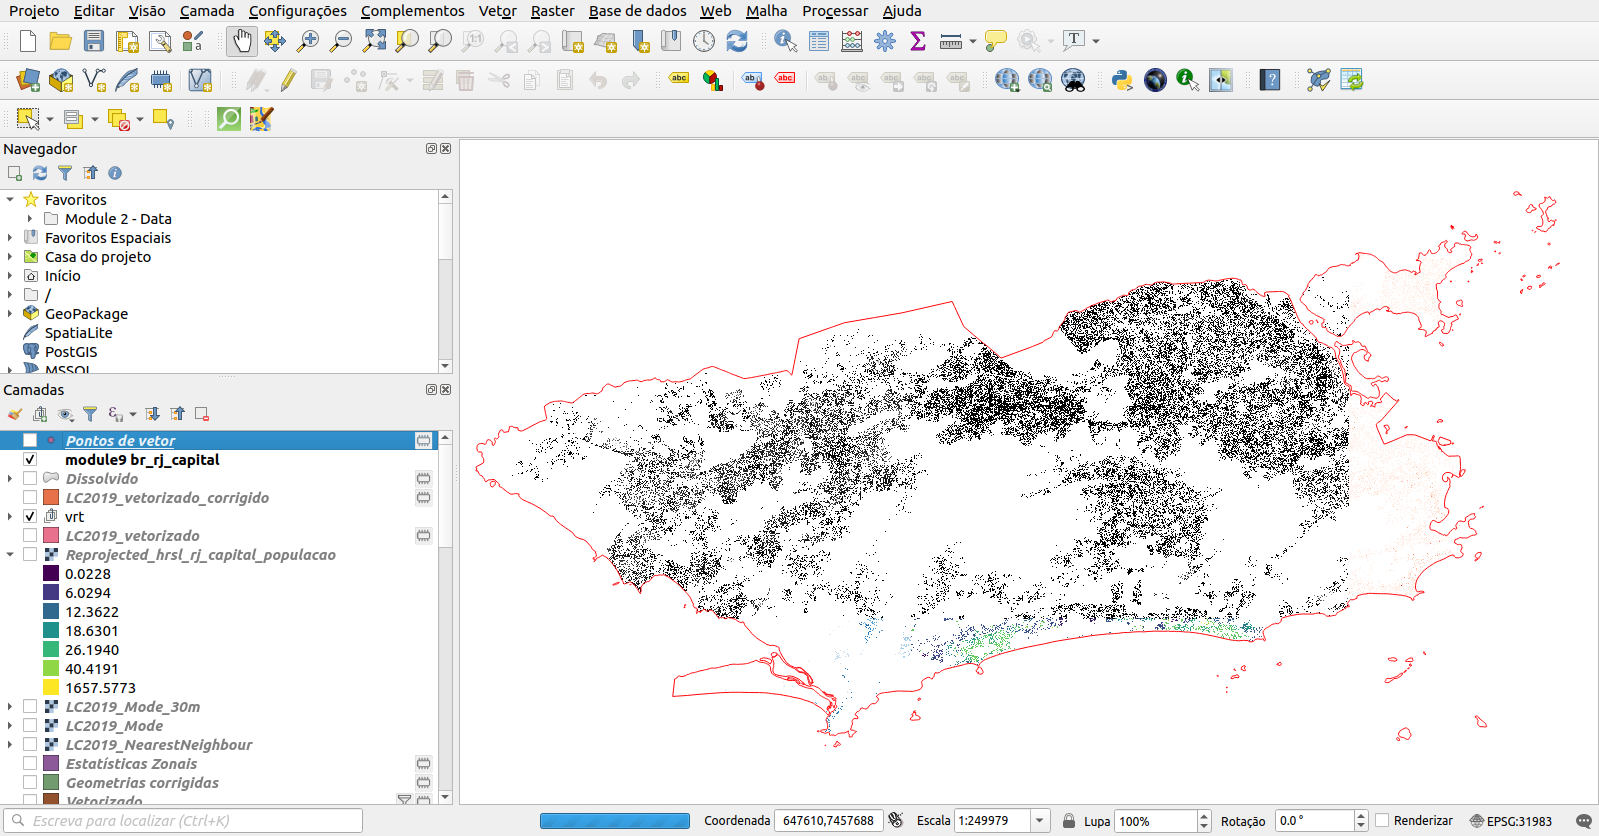 Projeto Editar Visão Camada Configurações Complementos Vetor Raster Base de dados Web Malha Processar Ajuda
Navegador
Favoritos
Module 2 - Data
Favoritos Espaciais
Casa do projeto
Início
/
GeoPackage
SpatiaLite
PostGIS
MSSQL
Camadas
Pontos de vetor
module9 br_rj_capital
Dissolvido
LC2019_vetorizado_corrigido
vrt
LC2019_vetorizado
Reprojected_hrsl_rj_capital_populacao
0.0228
6.0294
12.3622
18.6301
26.1940
40.4191
1657.5773
LC2019_Mode_30m
LC2019_Mode
LC2019_NearestNeighbour
Estatísticas Zonais
Geometrias corrigidas
Vetorizado
Escreva para localizar (Ctrl+K) Coordenada 647610,7457688 Escala 1:249979 Lupa 100% Rotação 0.0 ° Renderizar EPSG:31983